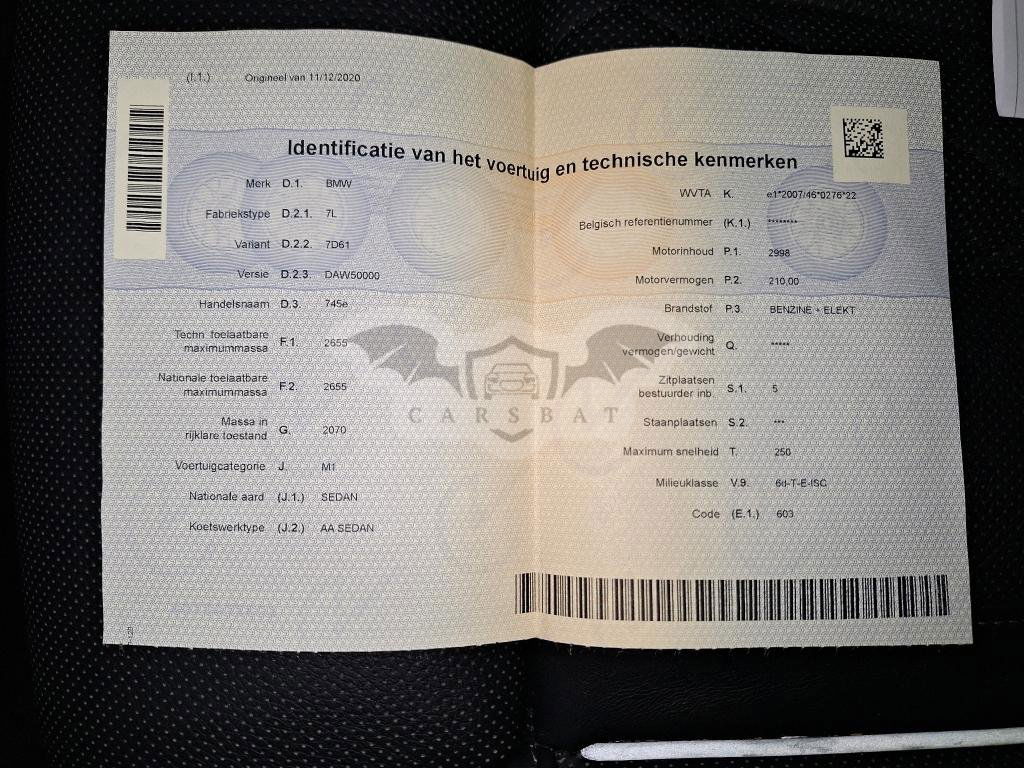 (I.1.) Origineel van 11/12/2020
Identificatie van het voertuig en technische kenmerken
Merk D.1. BMW
Fabriekstype D.2.1. 7L
Variant D.2.2. 7D61
Versie D.2.3. DAW50000
Handelsnaam D.3. 745e
Techn. toelaatbare
maximummassa F.1. 2655
Nationale toelaatbare
maximummassa F.2. 2655
Massa in
rijklare toestand G. 2070
Voertuigcategorie J. M1
Nationale aard (J.1.) SEDAN
Koetswerktype (J.2.) AA SEDAN
WVTA K. e1*2007/46*0276*22
Belgisch referentienummer (K.1.) ********
Motorinhoud P.1. 2998
Motorvermogen P.2. 210,00
Brandstof P.3. BENZINE + ELEKT
Verhouding
vermogen/gewicht Q. *****
Zitplaatsen
bestuurder inb. S.1. 5
Staanplaatsen S.2. ***
Maximum snelheid T. 250
Milieuklasse V.9. 6d-T-E-ISC
Code (E.1.) 603
CARSBAT